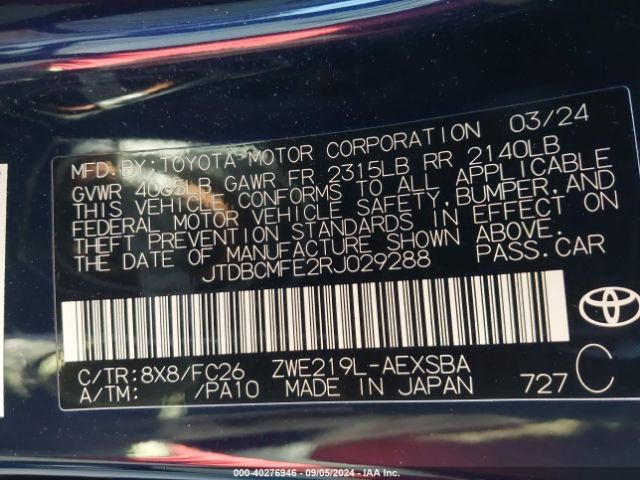 MFD. BY: TOYOTA MOTOR CORPORATION 03/24
GVWR 4085LB GAWR FR 2315LB RR 2140LB
THIS VEHICLE CONFORMS TO ALL APPLICABLE
FEDERAL MOTOR VEHICLE SAFETY, BUMPER, AND
THEFT PREVENTION STANDARDS IN EFFECT ON
THE DATE OF MANUFACTURE SHOWN ABOVE.
JTDBCMFE2RJ029288 PASS. CAR
C/TR: 8X8/FC26 ZWE219L-AEXSBA
A/TM: /PA10 MADE IN JAPAN 727 C
000-40276946 - 09/05/2024 - IAA Inc.